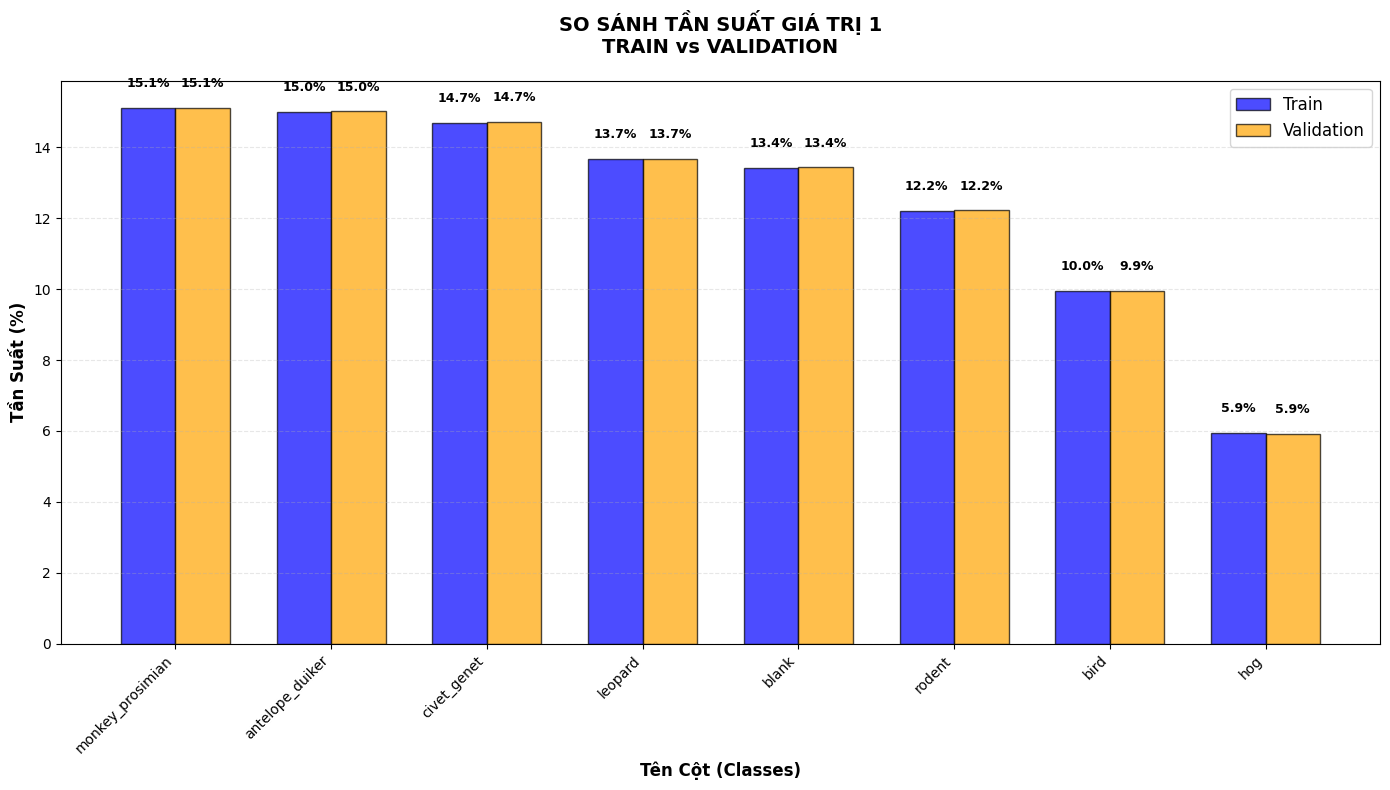 SO SÁNH TẦN SUẤT GIÁ TRỊ 1
TRAIN vs VALIDATION
Train
Validation
15.1% 15.1%
15.0% 15.0%
14.7% 14.7%
13.7% 13.7%
13.4% 13.4%
12.2% 12.2%
10.0% 9.9%
5.9% 5.9%
Tần Suất (%)
14
12
10
8
6
4
2
0
monkey_prosimian
antelope_duiker
civet_genet
leopard
blank
rodent
bird
hog
Tên Cột (Classes)